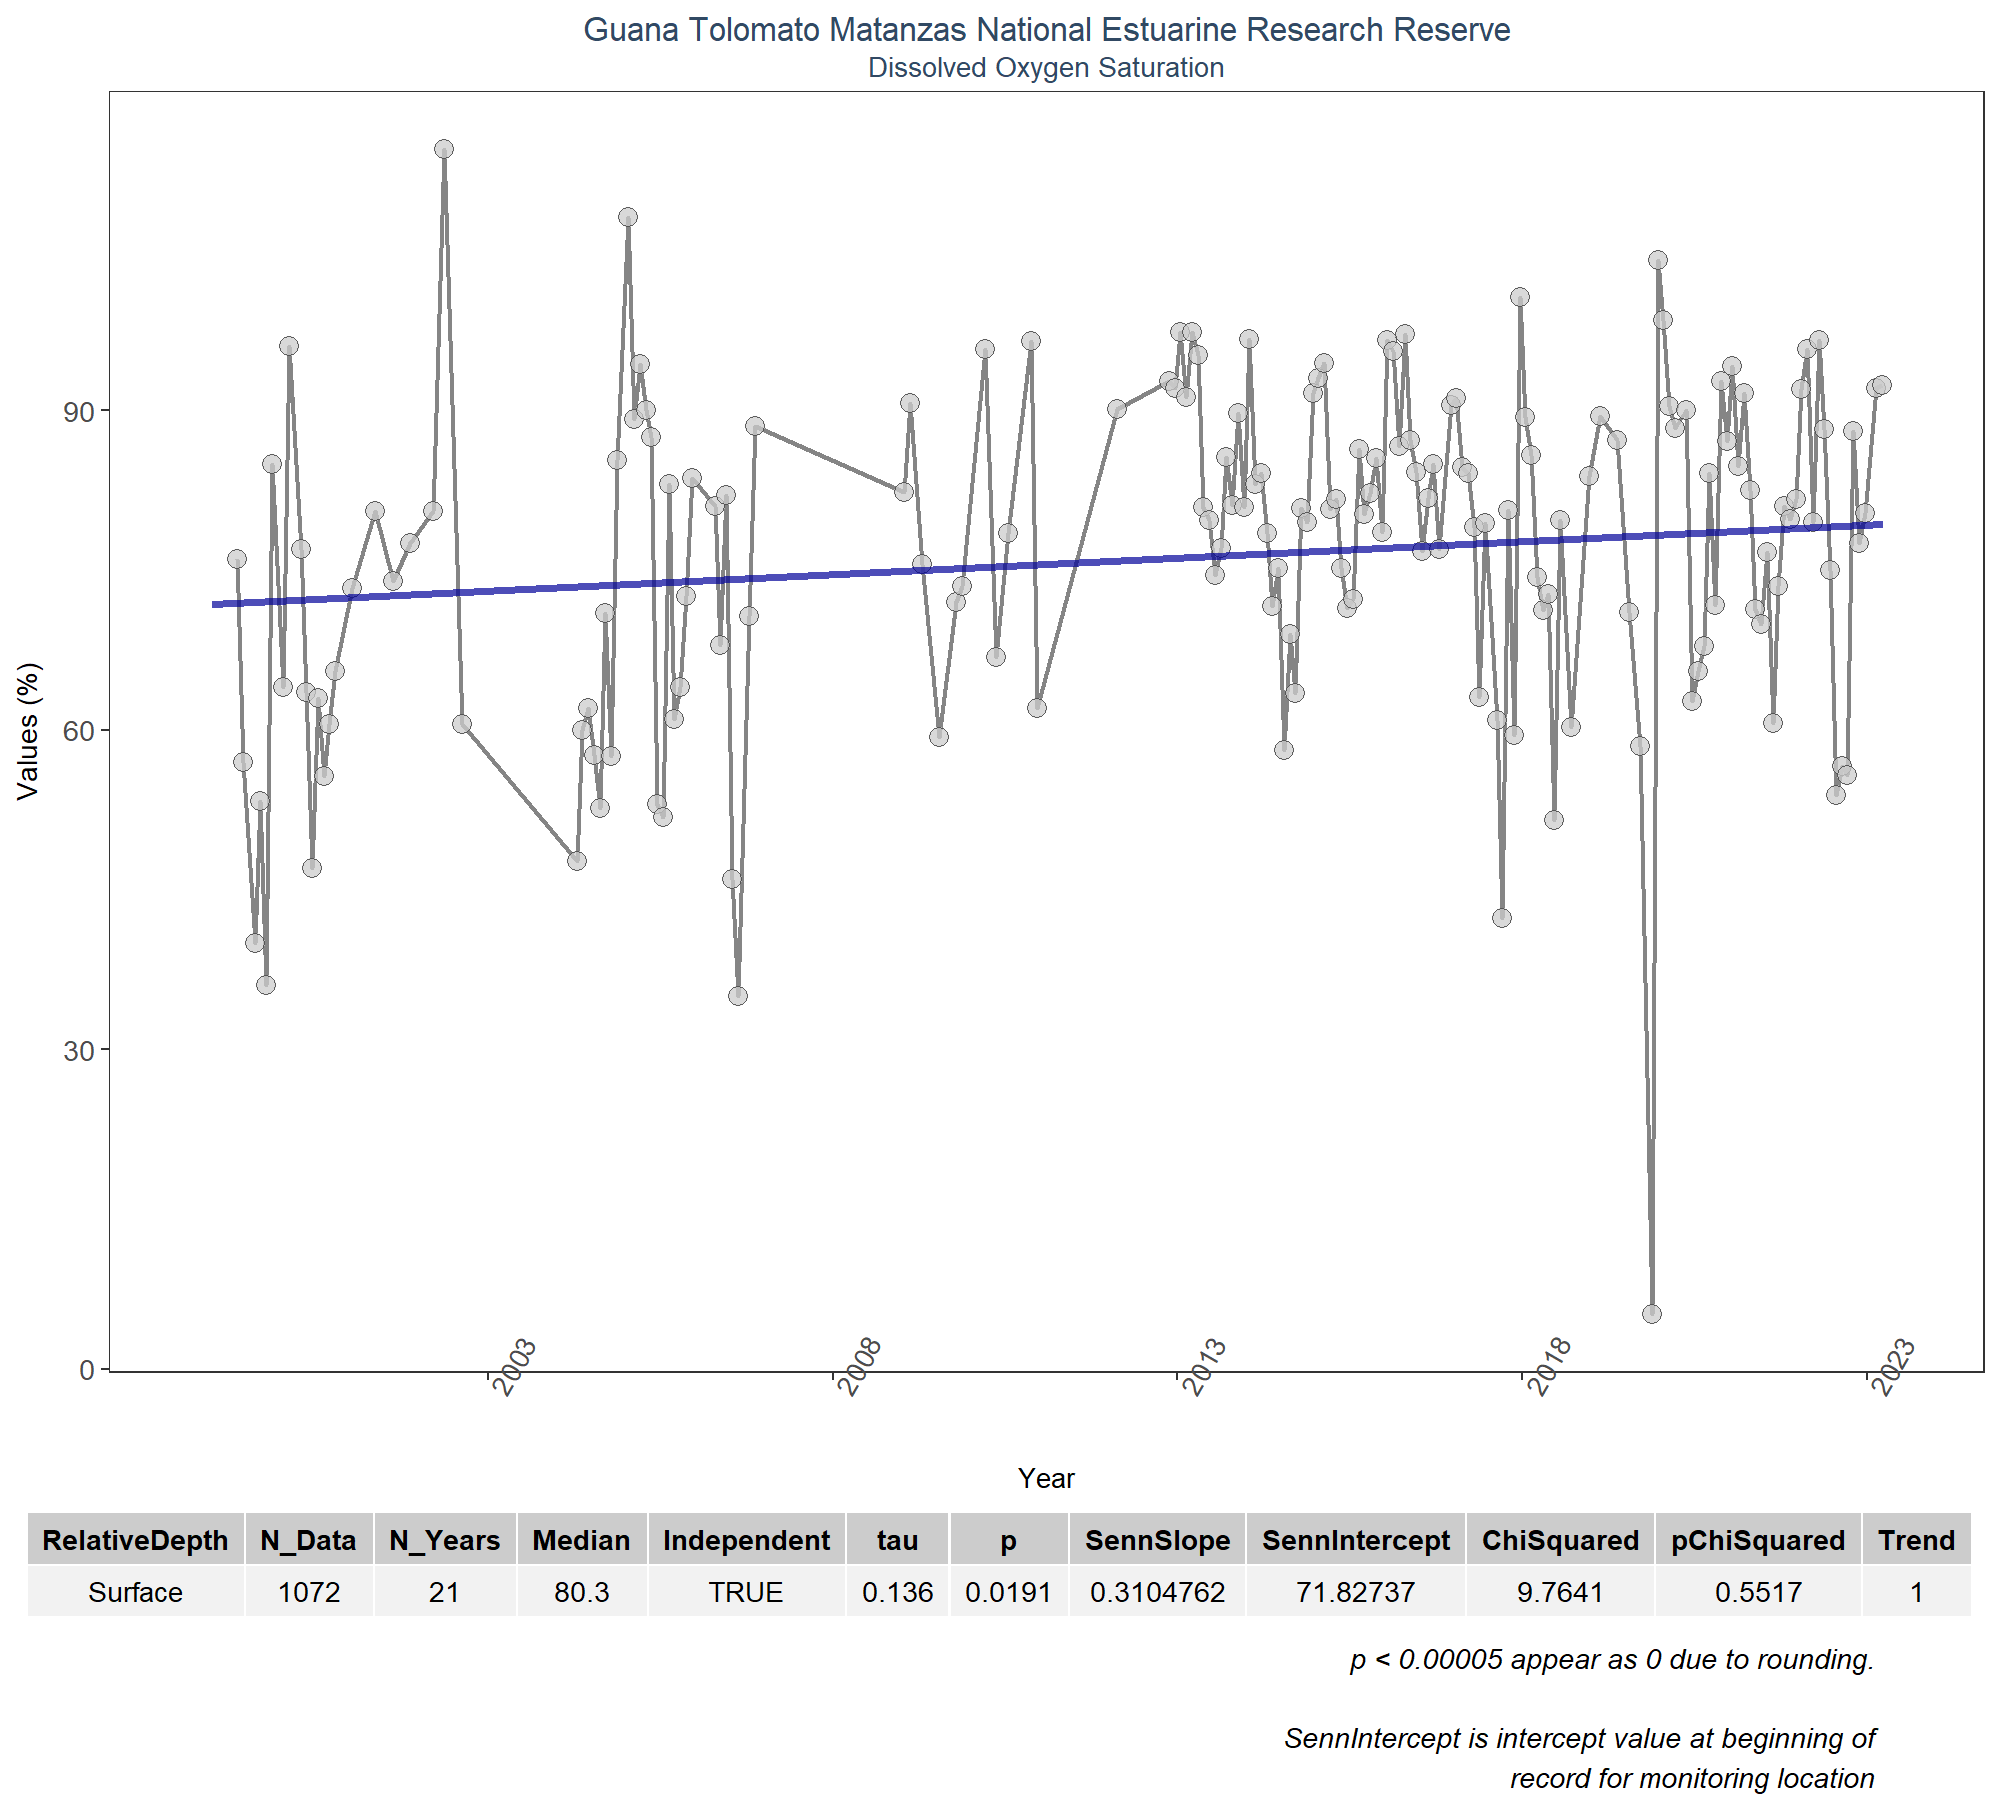 Guana Tolomato Matanzas National Estuarine Research Reserve
Dissolved Oxygen Saturation
Values (%)
90
60
30
0
2003 2008 2013 2018 2023
Year
RelativeDepth N_Data N_Years Median Independent tau p SennSlope SennIntercept ChiSquared pChiSquared Trend
Surface 1072 21 80.3 TRUE 0.136 0.0191 0.3104762 71.82737 9.7641 0.5517 1
p < 0.00005 appear as 0 due to rounding.
SennIntercept is intercept value at beginning of
record for monitoring location